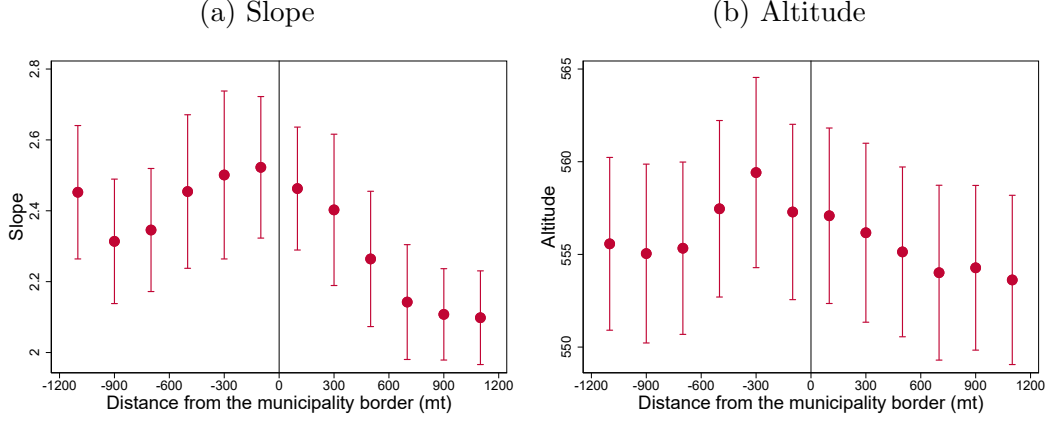 (a) Slope
2.8
2.6
2.4
2.2
2
Slope
-1200 -900 -600 -300 0 300 600 900 1200
Distance from the municipality border (mt)
(b) Altitude
565
560
555
550
Altitude
-1200 -900 -600 -300 0 300 600 900 1200
Distance from the municipality border (mt)